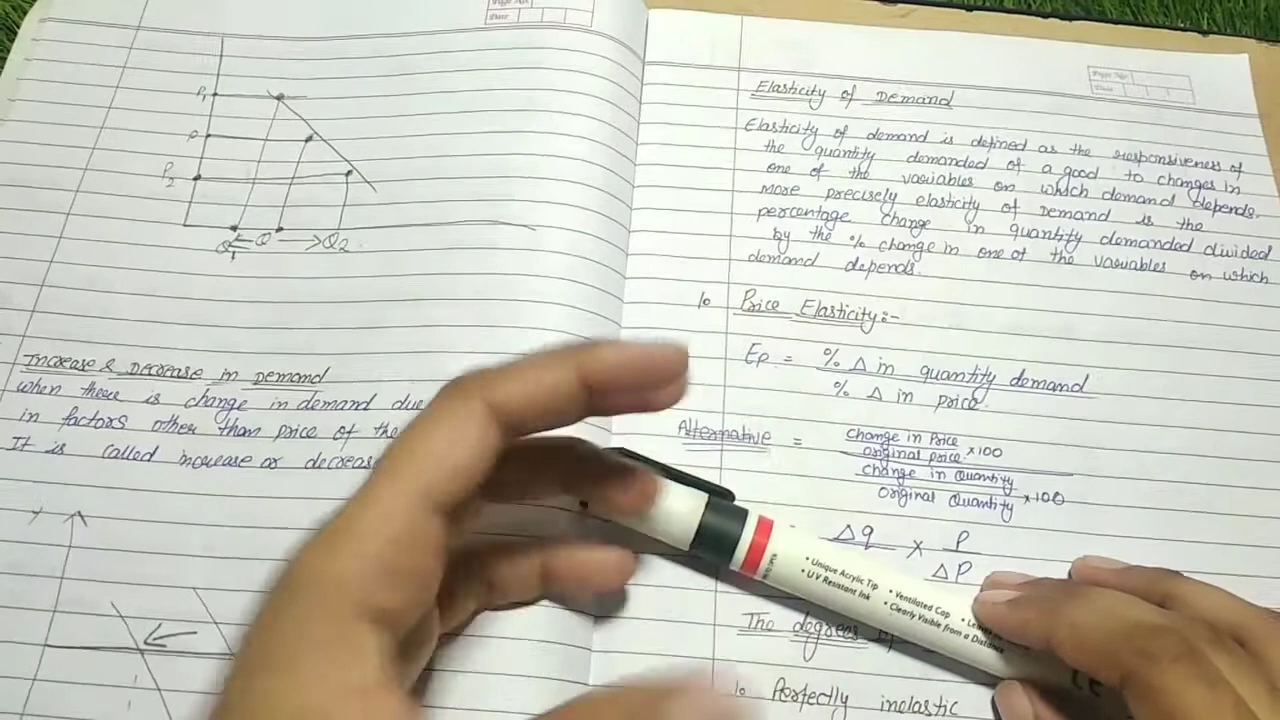 P1
P
P2
Q1 Q Q2
Increase & Decrease in Demand
when there is change in demand due
in factors other than price of the
It is called increase or decreas
y
Elasticity of Demand
Elasticity of demand is defined as the responsiveness of
the quantity demanded of a good to changes in
one of the variables on which demand depends.
more precisely elasticity of Demand is the
percentage change in quantity demanded divided
by the % change in one of the variables on which
demand depends.
1. Price Elasticity:-
Ep = % Δ in quantity demand
% Δ in price.
Alternative = change in Price
original price ×100
change in Quantity
original Quantity ×100
Δq × P
ΔP
• Unique Acrylic Tip
• UV Resistant Ink
• Ventilated Cap
• Clearly Visible from a Distance
The degrees
1. Perfectly inelastic